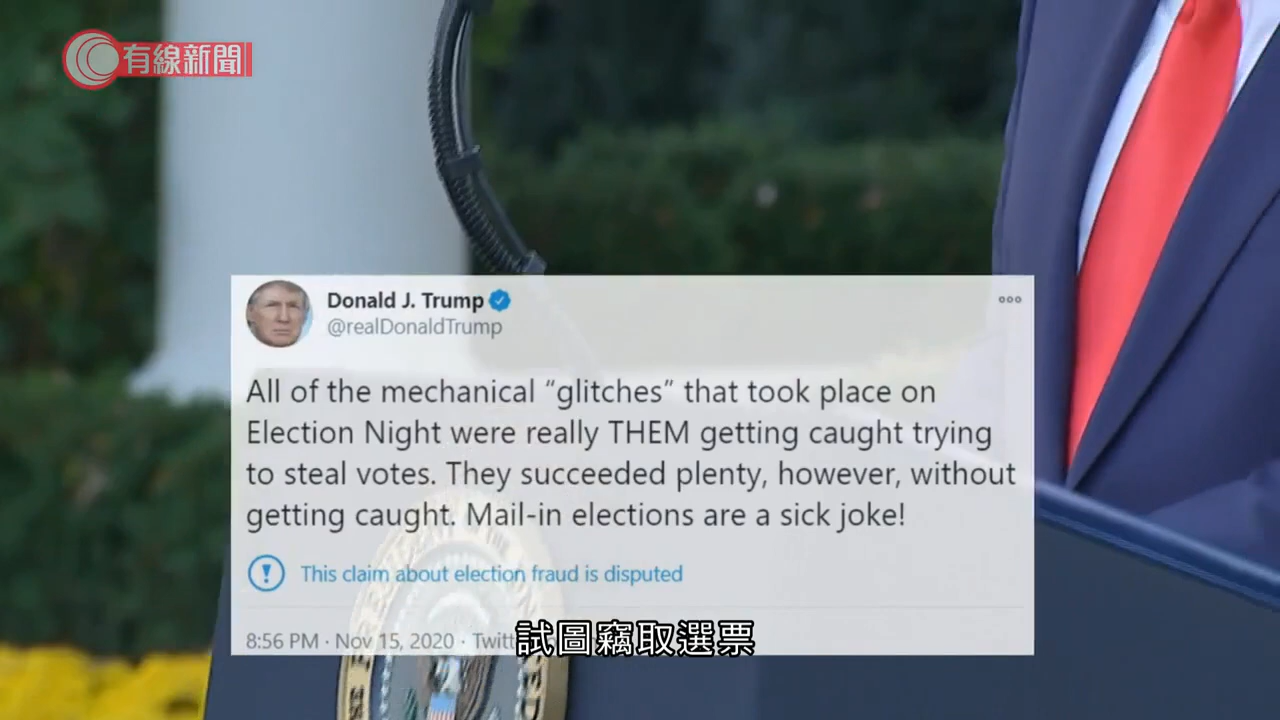 有線新聞
Donald J. Trump
@realDonaldTrump
All of the mechanical “glitches” that took place on
Election Night were really THEM getting caught trying
to steal votes. They succeeded plenty, however, without
getting caught. Mail-in elections are a sick joke!
This claim about election fraud is disputed
8:56 PM · Nov 15, 2020 ·
試圖竊取選票